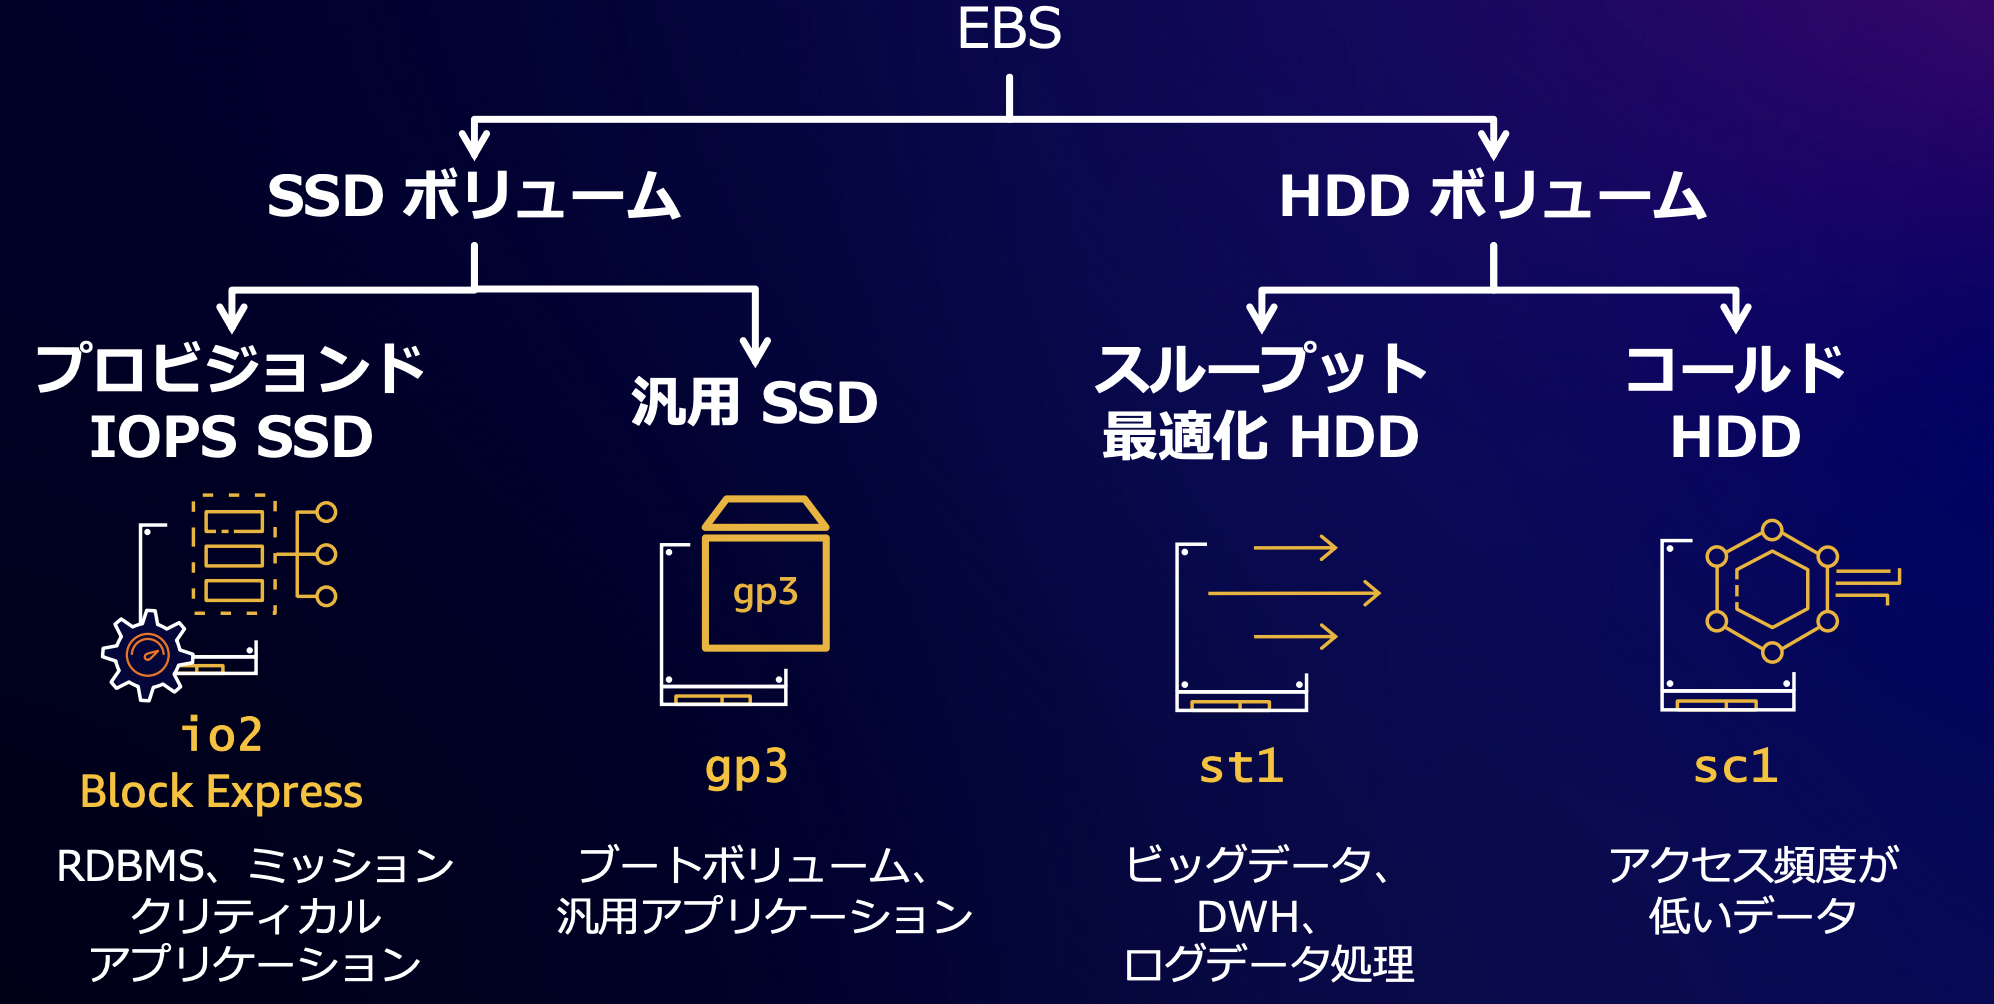 EBS
SSD ボリューム
HDD ボリューム
プロビジョンド
IOPS SSD
汎用 SSD
スループット
最適化 HDD
コールド
HDD
gp3
io2
Block Express
gp3
st1
sc1
RDBMS、ミッション
クリティカル
アプリケーション
ブートボリューム、
汎用アプリケーション
ビッグデータ、
DWH、
ログデータ処理
アクセス頻度が
低いデータ